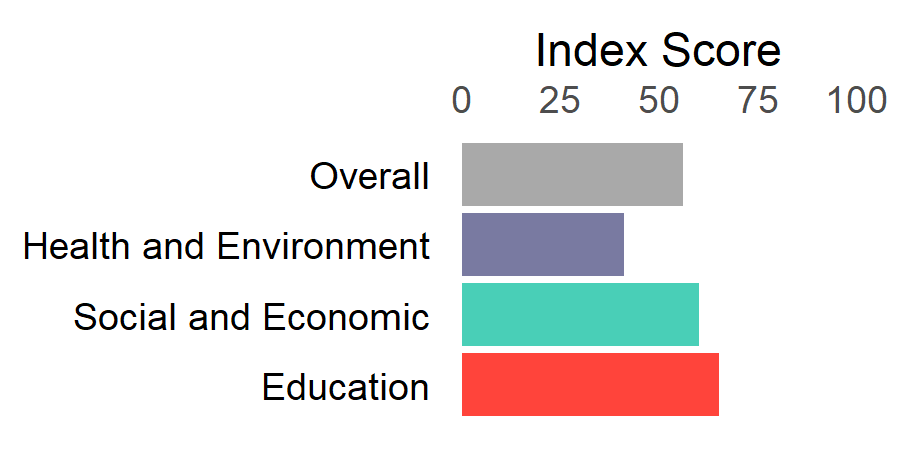 Index Score
0 25 50 75 100
Overall
Health and Environment
Social and Economic
Education